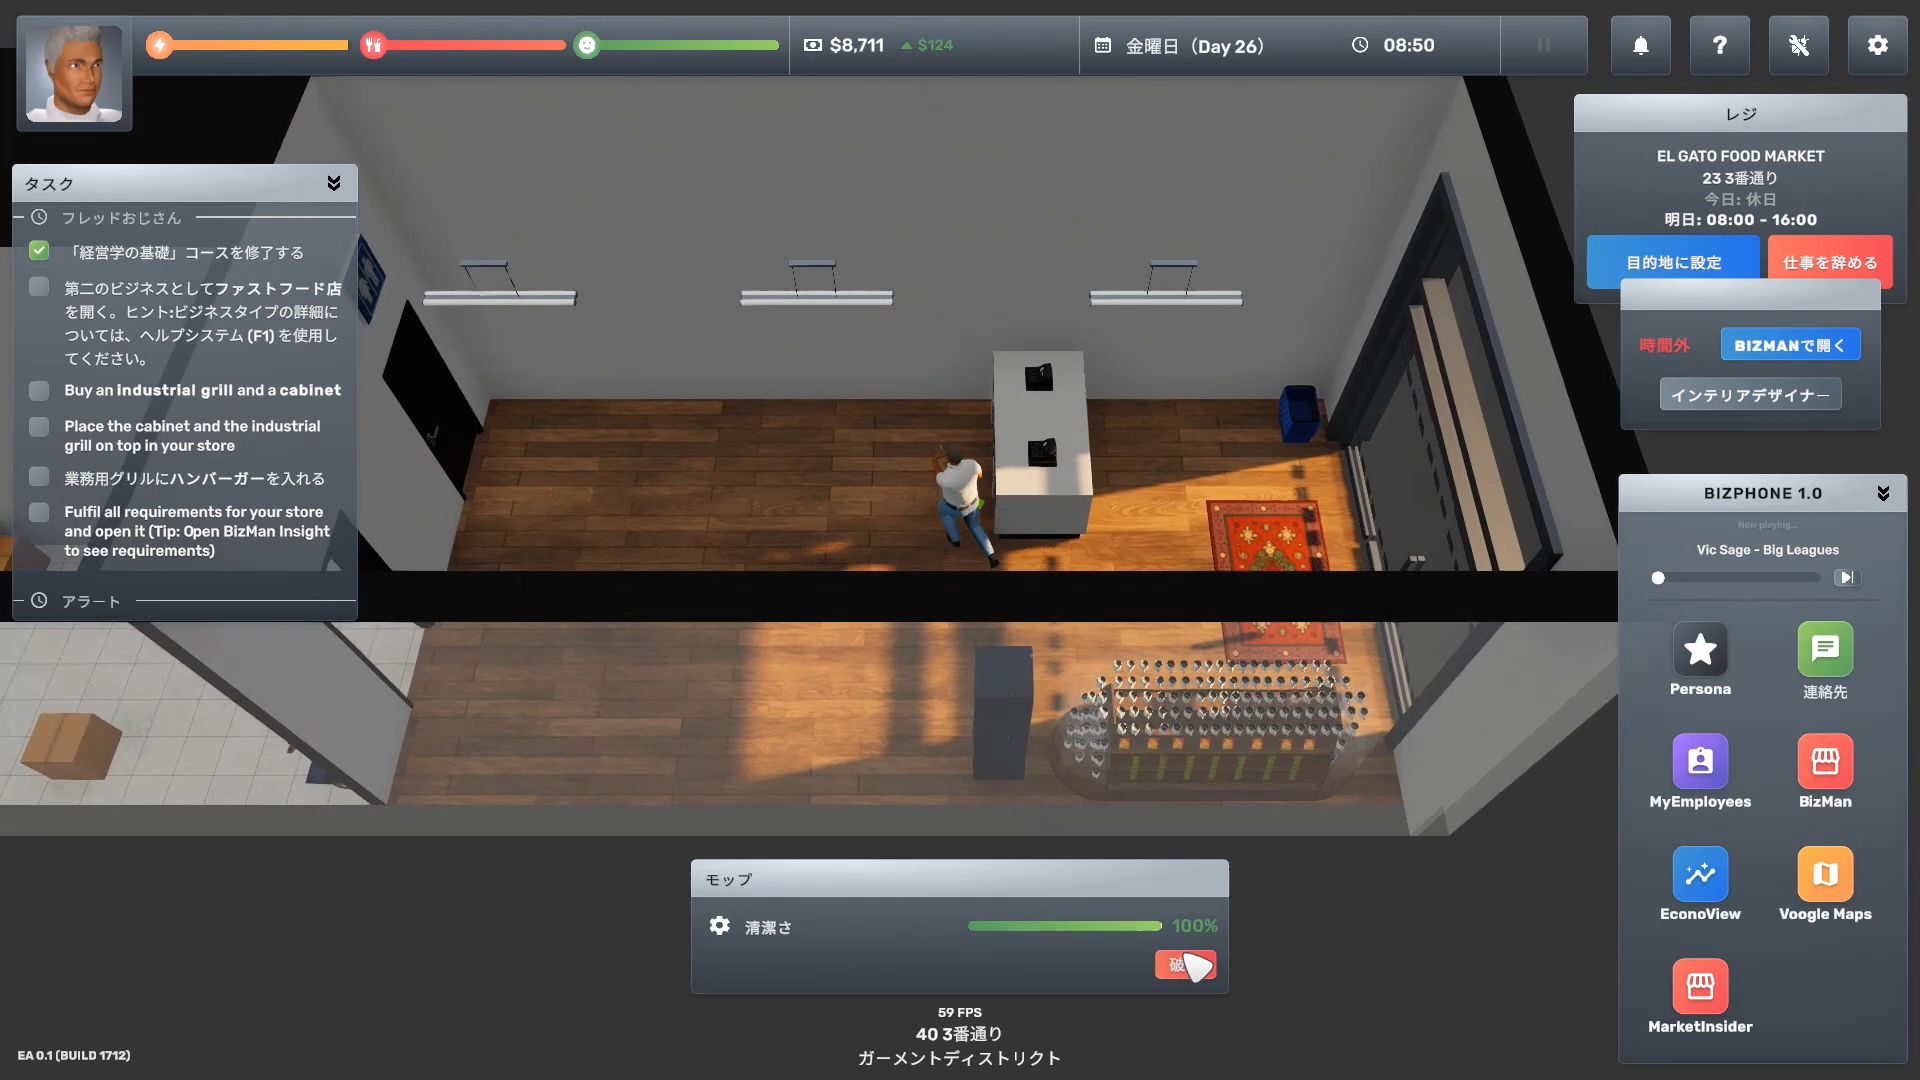 $8,711
$124
金曜日（Day 26）
08:50
?
タスク
フレッドおじさん
「経営学の基礎」コースを修了する
第二のビジネスとしてファストフード店
を開く。ヒント:ビジネスタイプの詳細に
ついては、ヘルプシステム (F1) を使用し
てください。
Buy an industrial grill and a cabinet
Place the cabinet and the industrial
grill on top in your store
業務用グリルにハンバーガーを入れる
Fulfil all requirements for your store
and open it (Tip: Open BizMan Insight
to see requirements)
アラート
レジ
EL GATO FOOD MARKET
23 3番通り
今日: 休日
明日: 08:00 - 16:00
目的地に設定
仕事を辞める
時間外
BIZMANで開く
インテリアデザイナー
BIZPHONE 1.0
Now playing...
Vic Sage - Big Leagues
Persona
連絡先
MyEmployees
BizMan
EconoView
Voogle Maps
MarketInsider
モップ
清潔さ
100%
破
59 FPS
40 3番通り
ガーメントディストリクト
EA 0.1 (BUILD 1712)